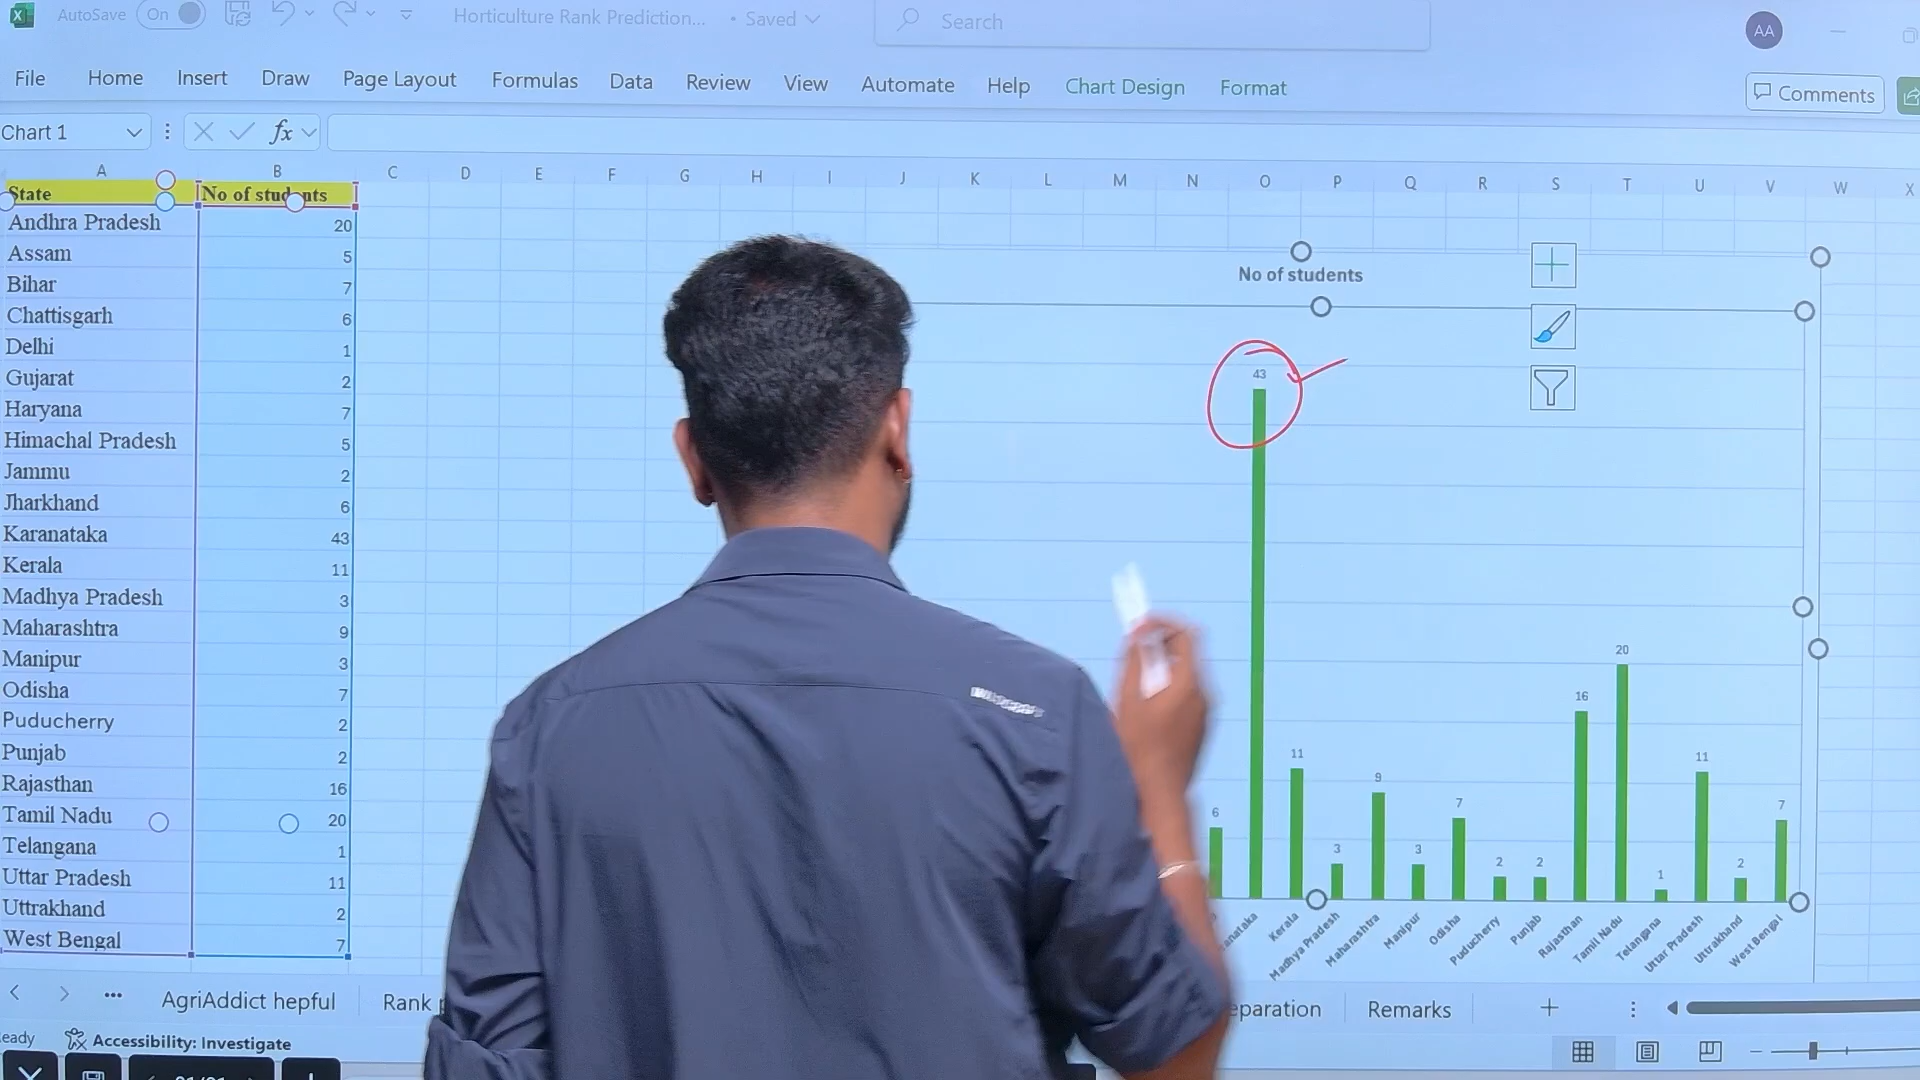 AutoSave On Horticulture Rank Prediction... • Saved Search AA
File Home Insert Draw Page Layout Formulas Data Review View Automate Help Chart Design Format Comments
Chart 1 fx
A B C D E F G H I J K L M N O P Q R S T U V W X
State No of students
Andhra Pradesh 20
Assam 5
Bihar 7
Chattisgarh 6
Delhi 1
Gujarat 2
Haryana 7
Himachal Pradesh 5
Jammu 2
Jharkhand 6
Karanataka 43
Kerala 11
Madhya Pradesh 3
Maharashtra 9
Manipur 3
Odisha 7
Puducherry 2
Punjab 2
Rajasthan 16
Tamil Nadu 20
Telangana 1
Uttar Pradesh 11
Uttrakhand 2
West Bengal 7
No of students
6 43 11 3 9 3 7 2 2 16 20 1 11 2 7
anataka Kerala Madhya Pradesh Maharashtra Manipur Odisha Puducherry Punjab Rajasthan Tamil Nadu Telangana Uttar Pradesh Uttrakhand West Bengal
AgriAddict hepful Rank eparation Remarks
eady Accessibility: Investigate